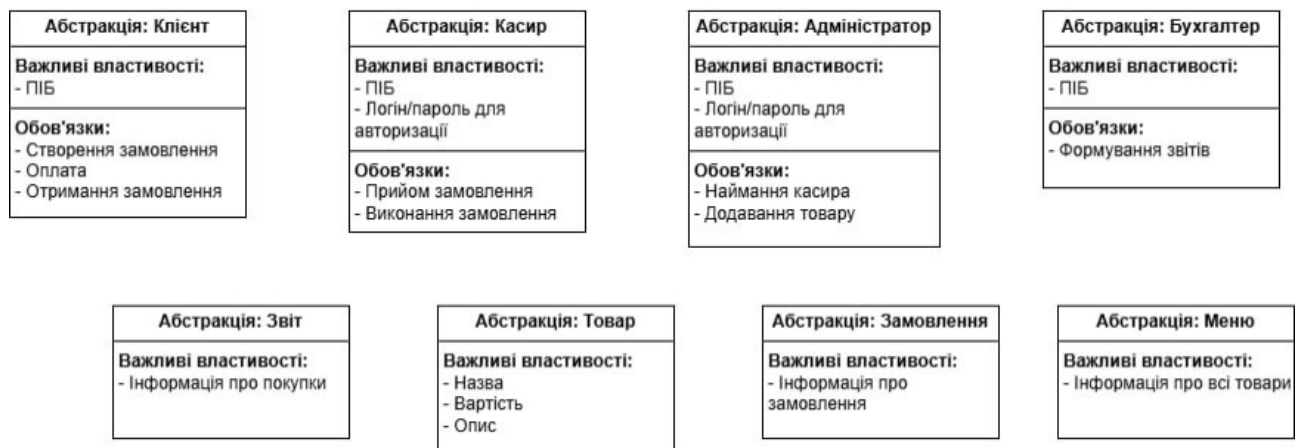 Абстракція: Клієнт
Важливі властивості:
- ПІБ
Обов'язки:
- Створення замовлення
- Оплата
- Отримання замовлення
Абстракція: Касир
Важливі властивості:
- ПІБ
- Логін/пароль для
авторизації
Обов'язки:
- Прийом замовлення
- Виконання замовлення
Абстракція: Адміністратор
Важливі властивості:
- ПІБ
- Логін/пароль для
авторизації
Обов'язки:
- Наймання касира
- Додавання товару
Абстракція: Бухгалтер
Важливі властивості:
- ПІБ
Обов'язки:
- Формування звітів
Абстракція: Звіт
Важливі властивості:
- Інформація про покупки
Абстракція: Товар
Важливі властивості:
- Назва
- Вартість
- Опис
Абстракція: Замовлення
Важливі властивості:
- Інформація про
замовлення
Абстракція: Меню
Важливі властивості:
- Інформація про всі товари